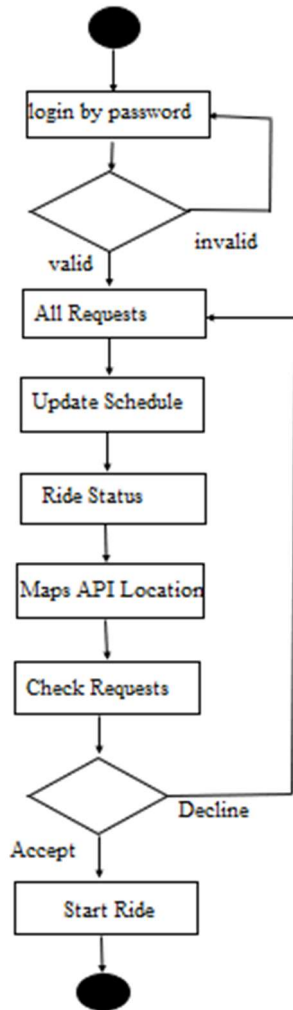 login by password
invalid
valid
All Requests
Update Schedule
Ride Status
Maps API Location
Check Requests
Decline
Accept
Start Ride